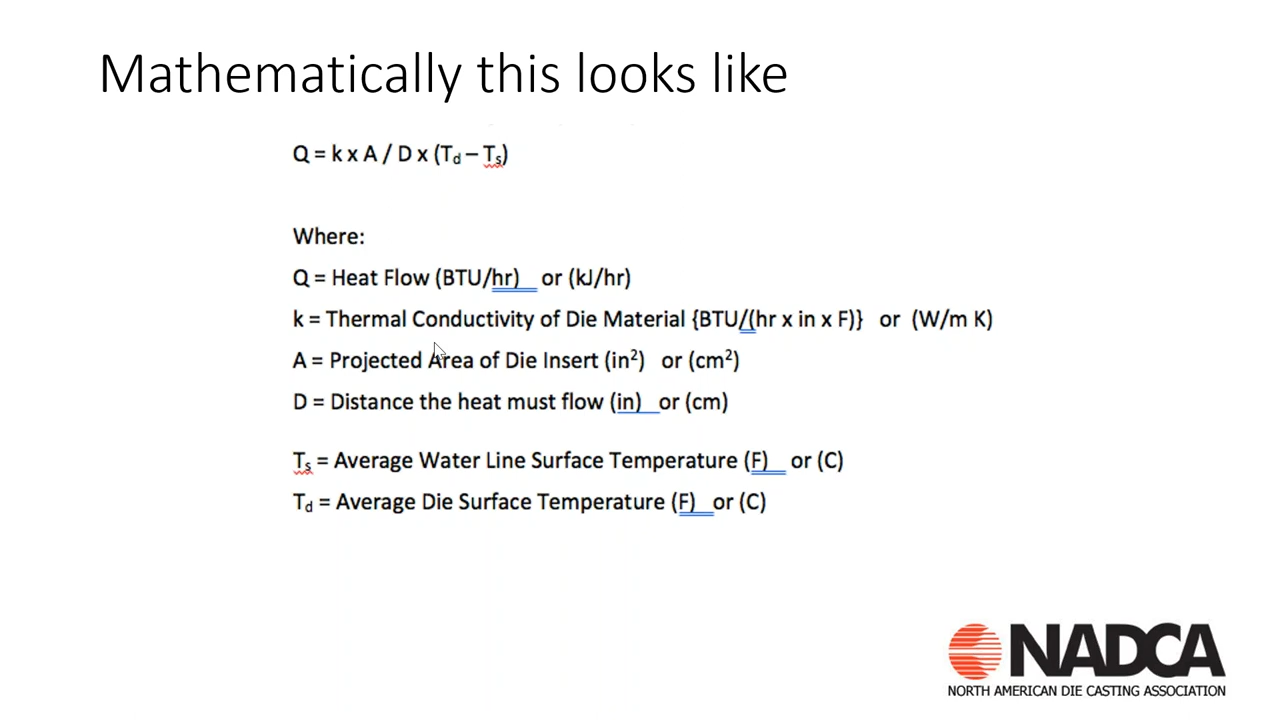 Mathematically this looks like
Q = k x A / D x (Td – Ts)
Where:
Q = Heat Flow (BTU/hr) or (kJ/hr)
k = Thermal Conductivity of Die Material {BTU/(hr x in x F)} or (W/m K)
A = Projected Area of Die Insert (in²) or (cm²)
D = Distance the heat must flow (in) or (cm)
Ts = Average Water Line Surface Temperature (F) or (C)
Td = Average Die Surface Temperature (F) or (C)
NADCA
NORTH AMERICAN DIE CASTING ASSOCIATION